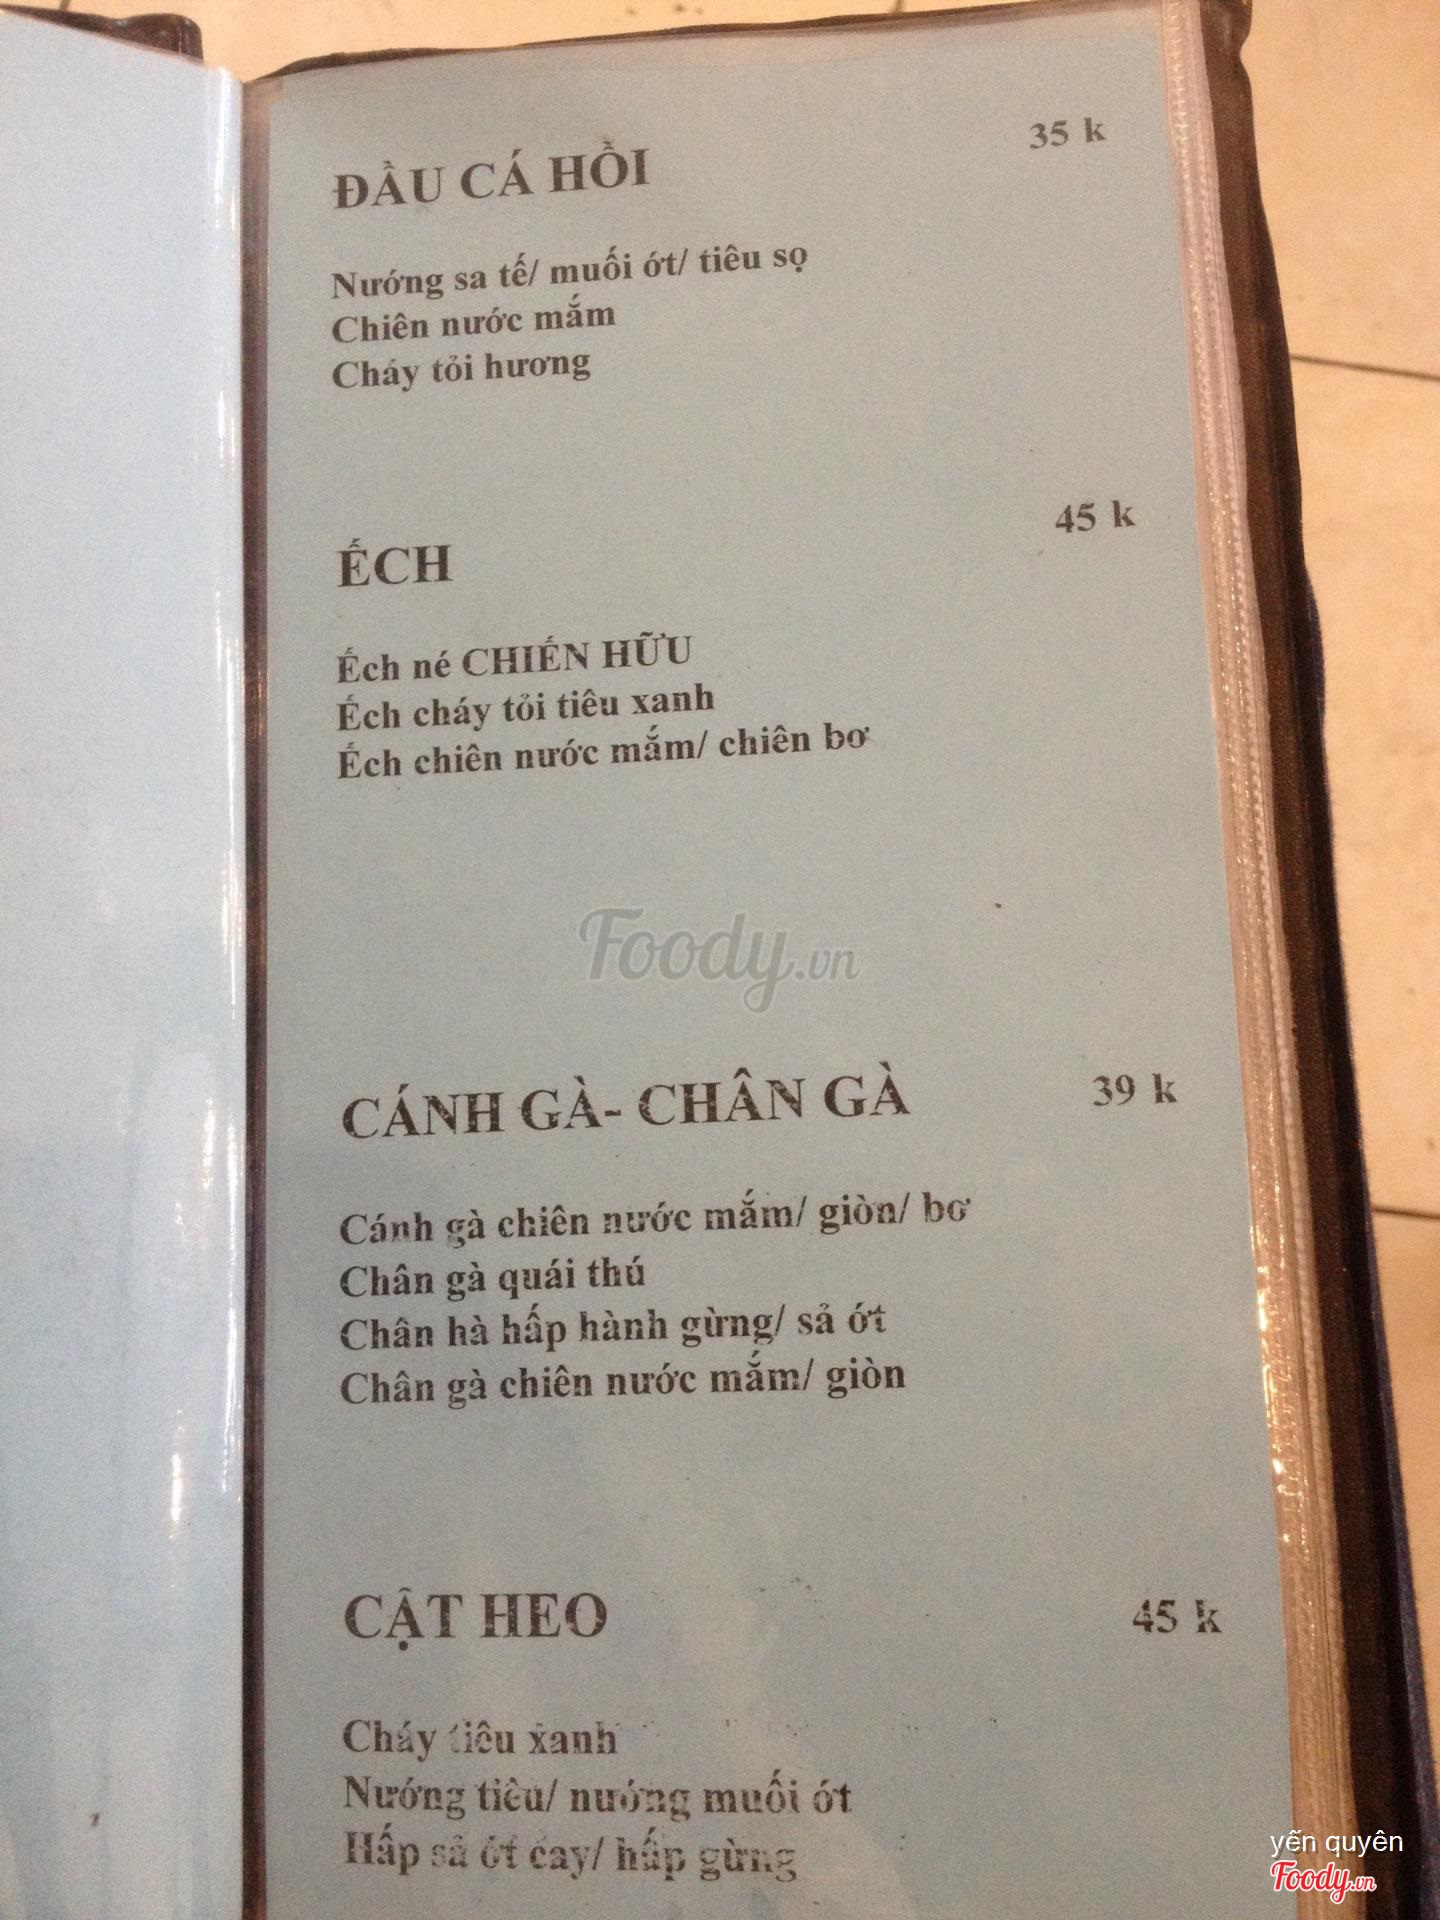 35 k
ĐẦU CÁ HỒI
Nướng sa tế/ muối ớt/ tiêu sọ
Chiên nước mắm
Cháy tỏi hương
45 k
ẾCH
Ếch né CHIẾN HỮU
Ếch cháy tỏi tiêu xanh
Ếch chiên nước mắm/ chiên bơ
Foody.vn
CÁNH GÀ- CHÂN GÀ 39 k
Cánh gà chiên nước mắm/ giòn/ bơ
Chân gà quái thú
Chân hà hấp hành gừng/ sả ớt
Chân gà chiên nước mắm/ giòn
CẬT HEO 45 k
Cháy tiêu xanh
Nướng tiêu/ nướng muối ớt
Hấp sả ớt cay/ hấp gừng
yến quyên
Foody.vn